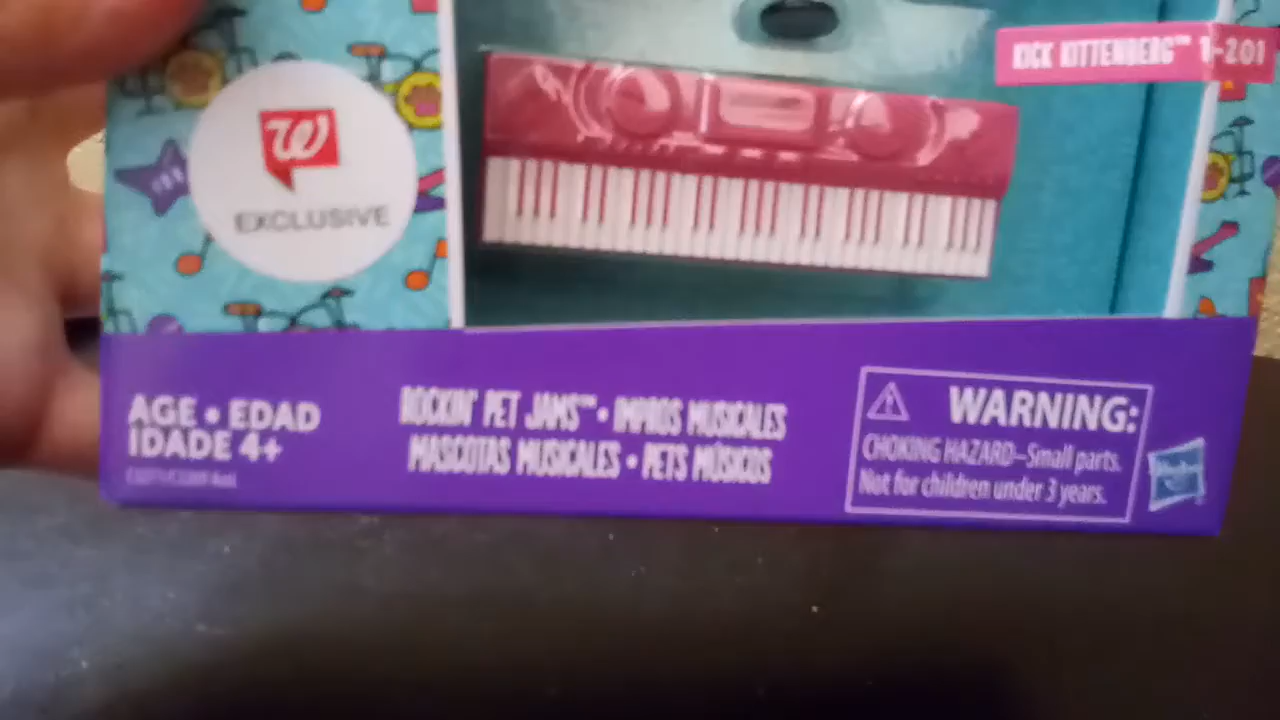 KICK KITTENBERG™ 1-201
W
EXCLUSIVE
AGE • EDAD
IDADE 4+
ROCKIN' PET JAMS™ • IMPROS MUSICALES
MASCOTAS MUSICALES • PETS MÚSICOS
WARNING:
CHOKING HAZARD–Small parts.
Not for children under 3 years.
Hasbro